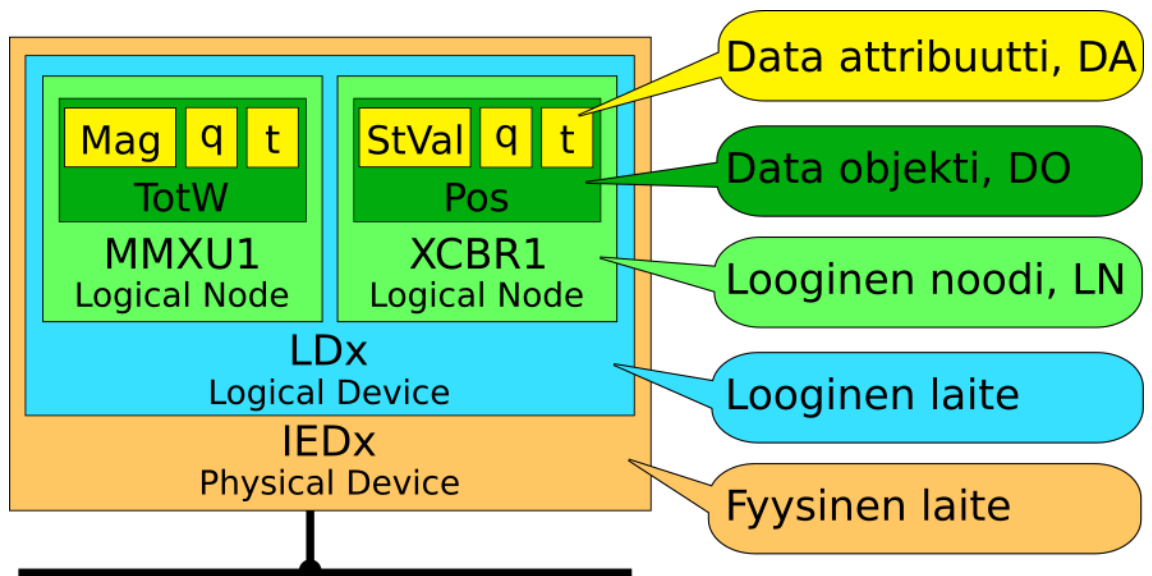 Mag q t
TotW
MMXU1
Logical Node
StVal q t
Pos
XCBR1
Logical Node
LDx
Logical Device
IEDx
Physical Device
Data attribuutti, DA
Data objekti, DO
Looginen noodi, LN
Looginen laite
Fyysinen laite